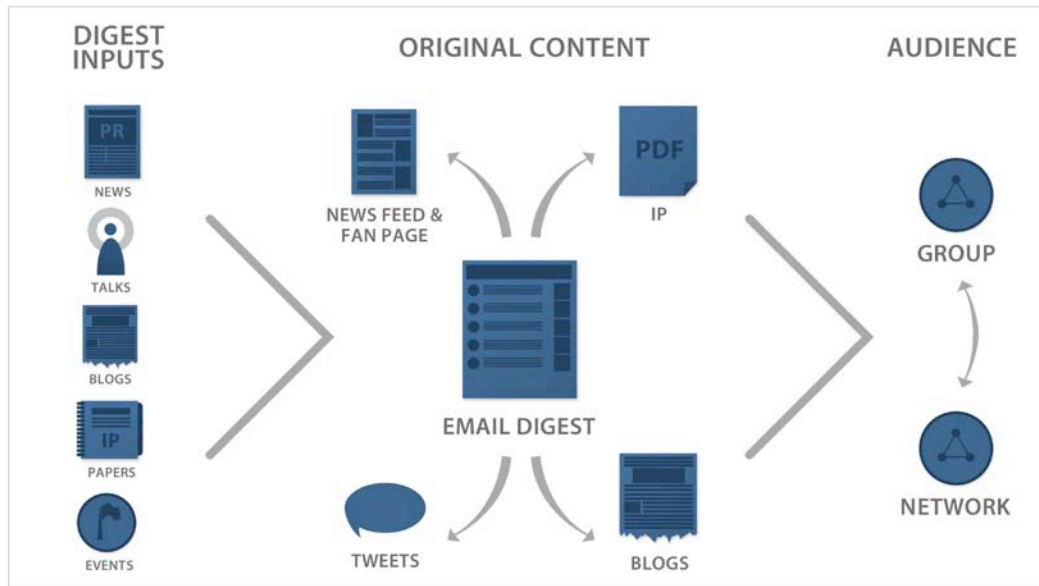 DIGEST
INPUTS
ORIGINAL CONTENT
AUDIENCE
PR
NEWS
TALKS
BLOGS
IP
PAPERS
EVENTS
NEWS FEED &
FAN PAGE
PDF
IP
EMAIL DIGEST
TWEETS
BLOGS
GROUP
NETWORK